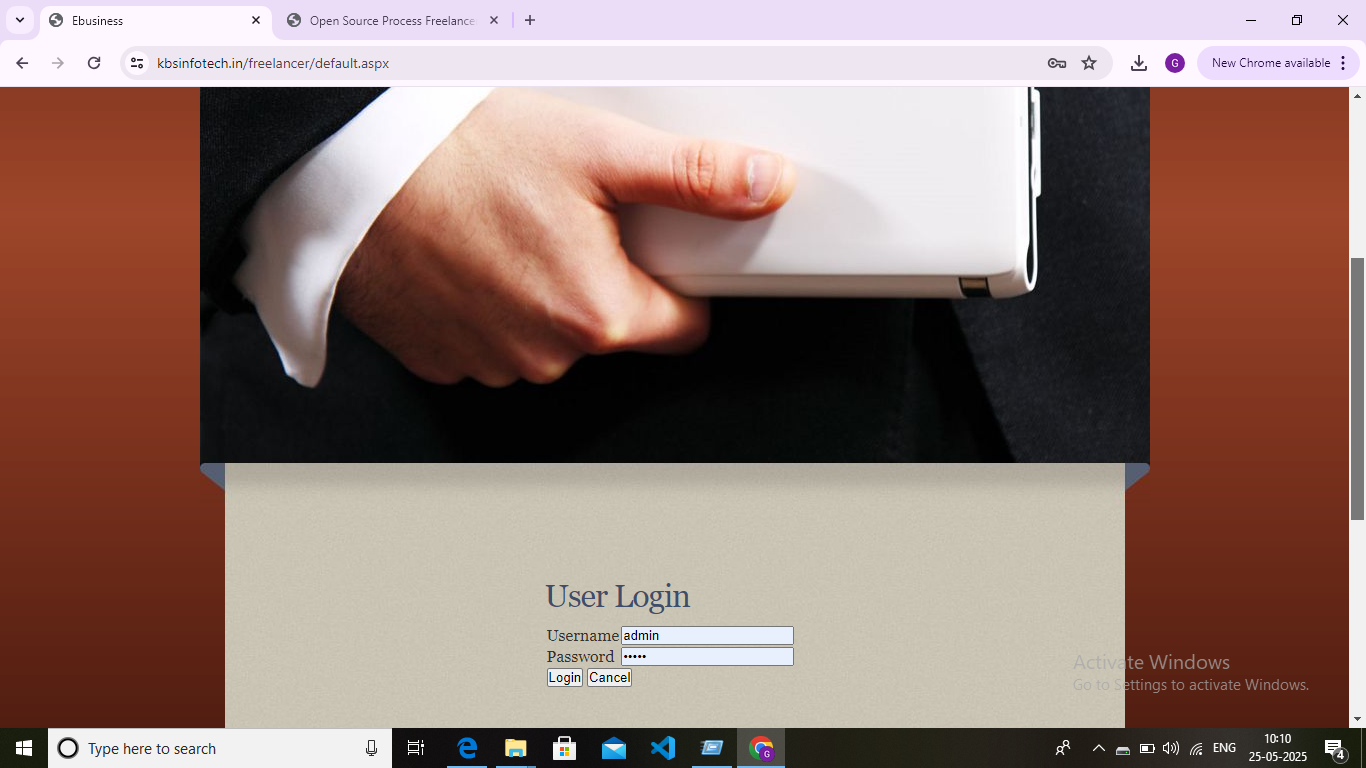 Ebusiness
Open Source Process Freelance
kbsinfotech.in/freelancer/default.aspx
G
New Chrome available
User Login
Username admin
Password •••••
Login Cancel
Activate Windows
Go to Settings to activate Windows.
Type here to search
G
ENG
10:10
25-05-2025
4